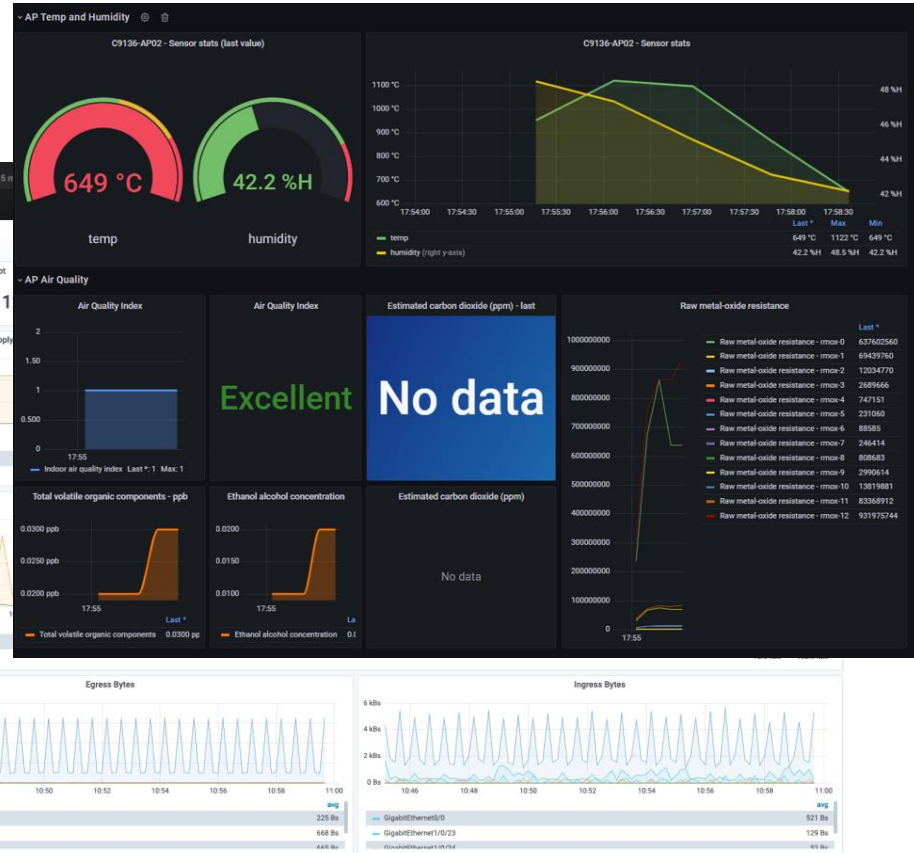 AP Temp and Humidity
C9136-AP02 - Sensor stats (last value)
649 °C
temp
42.2 %H
humidity
C9136-AP02 - Sensor stats
1100 °C
1000 °C
900 °C
800 °C
700 °C
600 °C
48 %H
46 %H
44 %H
42 %H
17:54:00 17:54:30 17:55:00 17:55:30 17:56:00 17:56:30 17:57:00 17:57:30 17:58:00 17:58:30
Last * Max Min
temp 649 °C 1122 °C 649 °C
humidity (right y-axis) 42.2 %H 48.5 %H 42.2 %H
AP Air Quality
Air Quality Index
2
1.50
1
0.500
0
17:55
Indoor air quality index Last *: 1 Max: 1
Air Quality Index
Excellent
Estimated carbon dioxide (ppm) - last
No data
Raw metal-oxide resistance
1000000000
900000000
800000000
700000000
600000000
500000000
400000000
300000000
200000000
100000000
0
17:55
Last *
Raw metal-oxide resistance - rmox-0 637602560
Raw metal-oxide resistance - rmox-1 69439760
Raw metal-oxide resistance - rmox-2 12034770
Raw metal-oxide resistance - rmox-3 2689666
Raw metal-oxide resistance - rmox-4 747151
Raw metal-oxide resistance - rmox-5 231060
Raw metal-oxide resistance - rmox-6 88585
Raw metal-oxide resistance - rmox-7 246414
Raw metal-oxide resistance - rmox-8 808683
Raw metal-oxide resistance - rmox-9 2990614
Raw metal-oxide resistance - rmox-10 13819881
Raw metal-oxide resistance - rmox-11 83368912
Raw metal-oxide resistance - rmox-12 931975744
Total volatile organic components - ppb
0.0300 ppb
0.0250 ppb
0.0200 ppb
17:55
Last *
Total volatile organic components 0.0300 pp
Ethanol alcohol concentration
0.0200
0.0150
0.0100
17:55
La
Ethanol alcohol concentration 0.0
Estimated carbon dioxide (ppm)
No data
Egress Bytes
10:50 10:52 10:54 10:56 10:58 11:00
avg
225 Bs
668 Bs
665 Bs
Ingress Bytes
6 kBs
4 kBs
2 kBs
0 Bs
10:46 10:48 10:50 10:52 10:54 10:56 10:58 11:00
avg
GigabitEthernet0/0 521 Bs
GigabitEthernet1/0/23 129 Bs
GigabitEthernet1/0/24 53 Bs